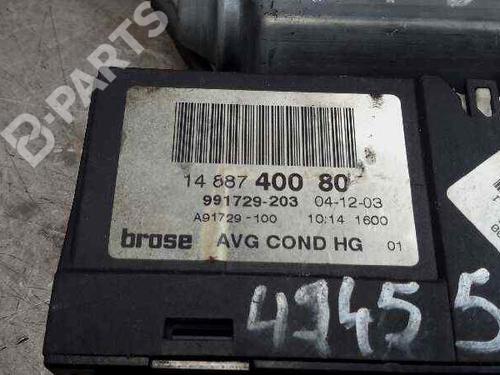 B-PARTS
14 887 400 80
991729-203 04-12-03
A91729-100 10:14 1600
brose AVG COND HG 01
4945 5